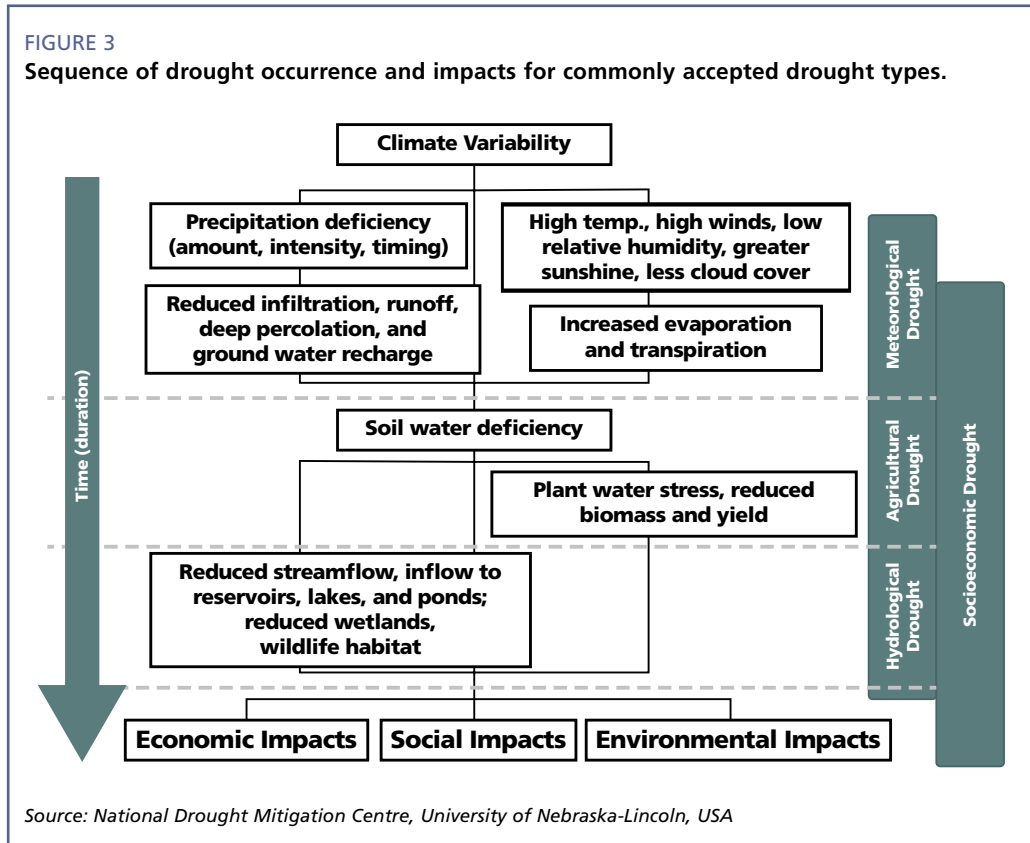 FIGURE 3
Sequence of drought occurrence and impacts for commonly accepted drought types.
Climate Variability
Precipitation deficiency
(amount, intensity, timing)
High temp., high winds, low
relative humidity, greater
sunshine, less cloud cover
Reduced infiltration, runoff,
deep percolation, and
ground water recharge
Increased evaporation
and transpiration
Soil water deficiency
Plant water stress, reduced
biomass and yield
Reduced streamflow, inflow to
reservoirs, lakes, and ponds;
reduced wetlands,
wildlife habitat
Economic Impacts
Social Impacts
Environmental Impacts
Time (duration)
Meteorological
Drought
Agricultural
Drought
Hydrological
Drought
Socioeconomic Drought
Source: National Drought Mitigation Centre, University of Nebraska-Lincoln, USA